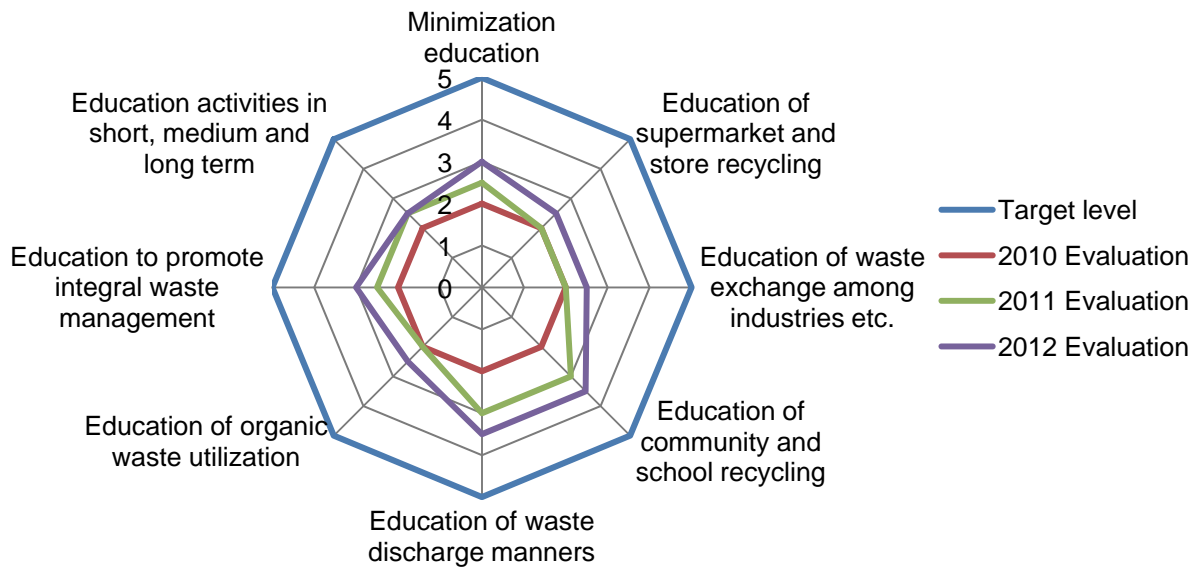 Minimization
education
5
4
3
2
1
0
Education of
supermarket and
store recycling
Education of waste
exchange among
industries etc.
Education of
community and
school recycling
Education of waste
discharge manners
Education of organic
waste utilization
Education to promote
integral waste
management
Education activities in
short, medium and
long term
Target level
2010 Evaluation
2011 Evaluation
2012 Evaluation